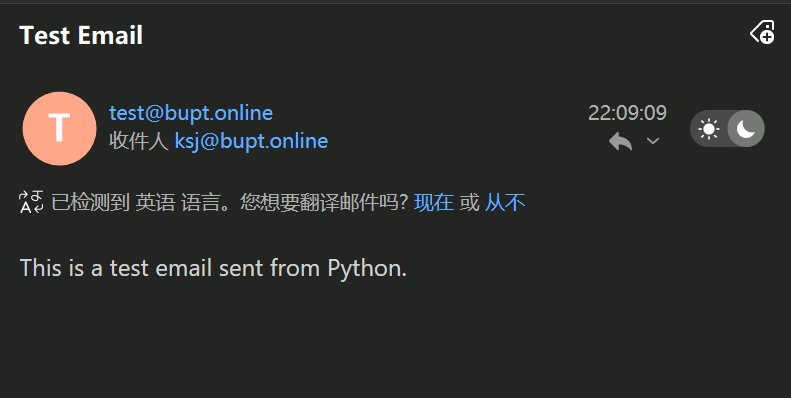 Test Email
T
test@bupt.online
22:09:09
收件人 ksj@bupt.online
已检测到 英语 语言。您想要翻译邮件吗? 现在 或 从不
This is a test email sent from Python.